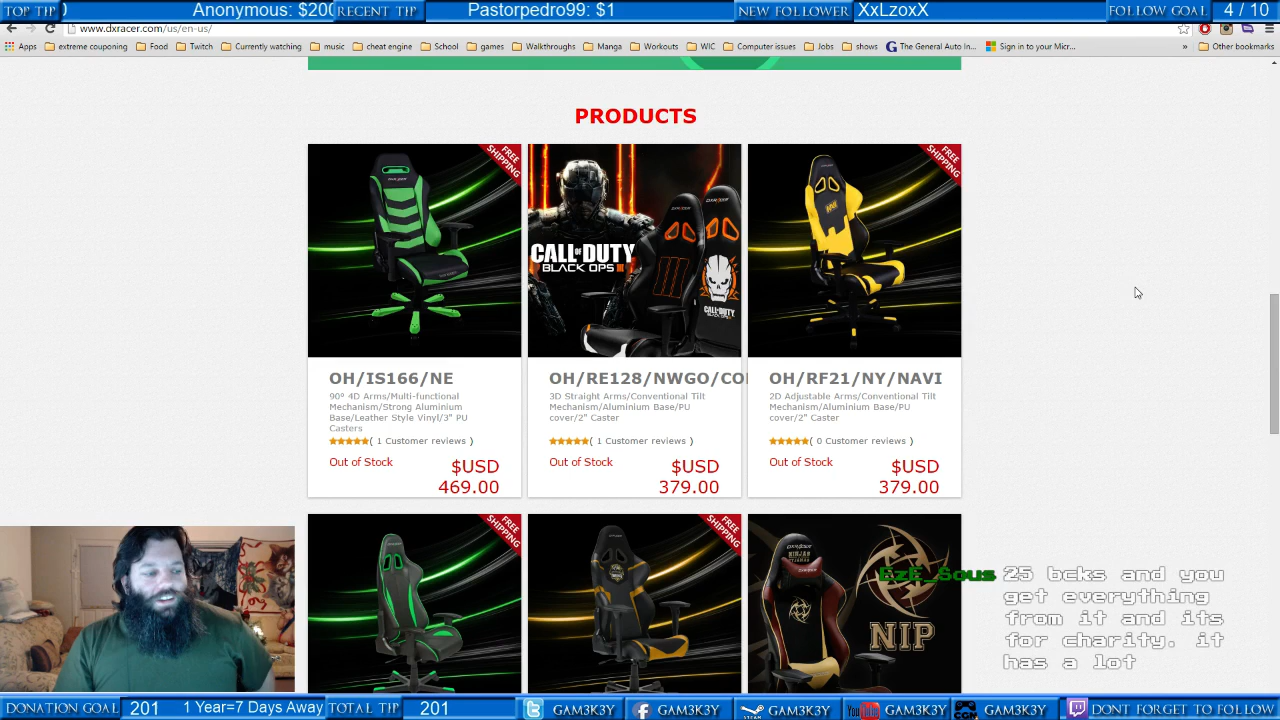 TOP TIP ) Anonymous: $200 RECENT TIP Pastorpedro99: $1 NEW FOLLOWER XxLzoxX FOLLOW GOAL 4 / 10
www.dxracer.com/us/en-us/
Apps extreme couponing Food Twitch Currently watching music cheat engine School games Walkthroughs Manga Workouts WIC Computer issues Jobs shows The General Auto In... Sign in to your Micr... » Other bookmarks
PRODUCTS
FREE SHIPPING
CALL OF DUTY
BLACK OPS III
FREE SHIPPING
OH/IS166/NE
90º 4D Arms/Multi-functional
Mechanism/Strong Aluminium
Base/Leather Style Vinyl/3" PU
Casters
( 1 Customer reviews )
Out of Stock $USD
469.00
OH/RE128/NWGO/CO
3D Straight Arms/Conventional Tilt
Mechanism/Aluminium Base/PU
cover/2" Caster
( 1 Customer reviews )
Out of Stock $USD
379.00
OH/RF21/NY/NAVI
2D Adjustable Arms/Conventional Tilt
Mechanism/Aluminium Base/PU
cover/2" Caster
( 0 Customer reviews )
Out of Stock $USD
379.00
FREE SHIPPING
FREE SHIPPING
NIP
EzE_Sous 25 bcks and you
get everything
from it and its
for charity. it
has a lot
DONATION GOAL 201 1 Year=7 Days Away TOTAL TIP 201 GAM3K3Y GAM3K3Y GAM3K3Y GAM3K3Y GAM3K3Y DONT FORGET TO FOLLOW